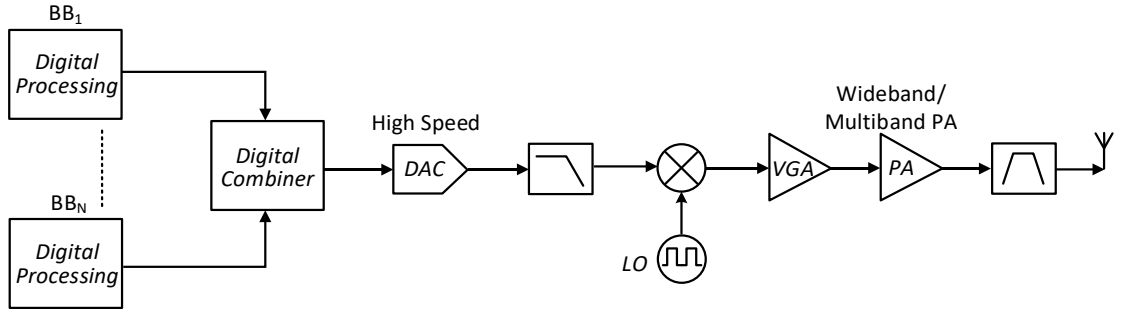 BB1
Digital
Processing
BBN
Digital
Processing
Digital
Combiner
High Speed
DAC
LO
VGA
Wideband/
Multiband PA
PA